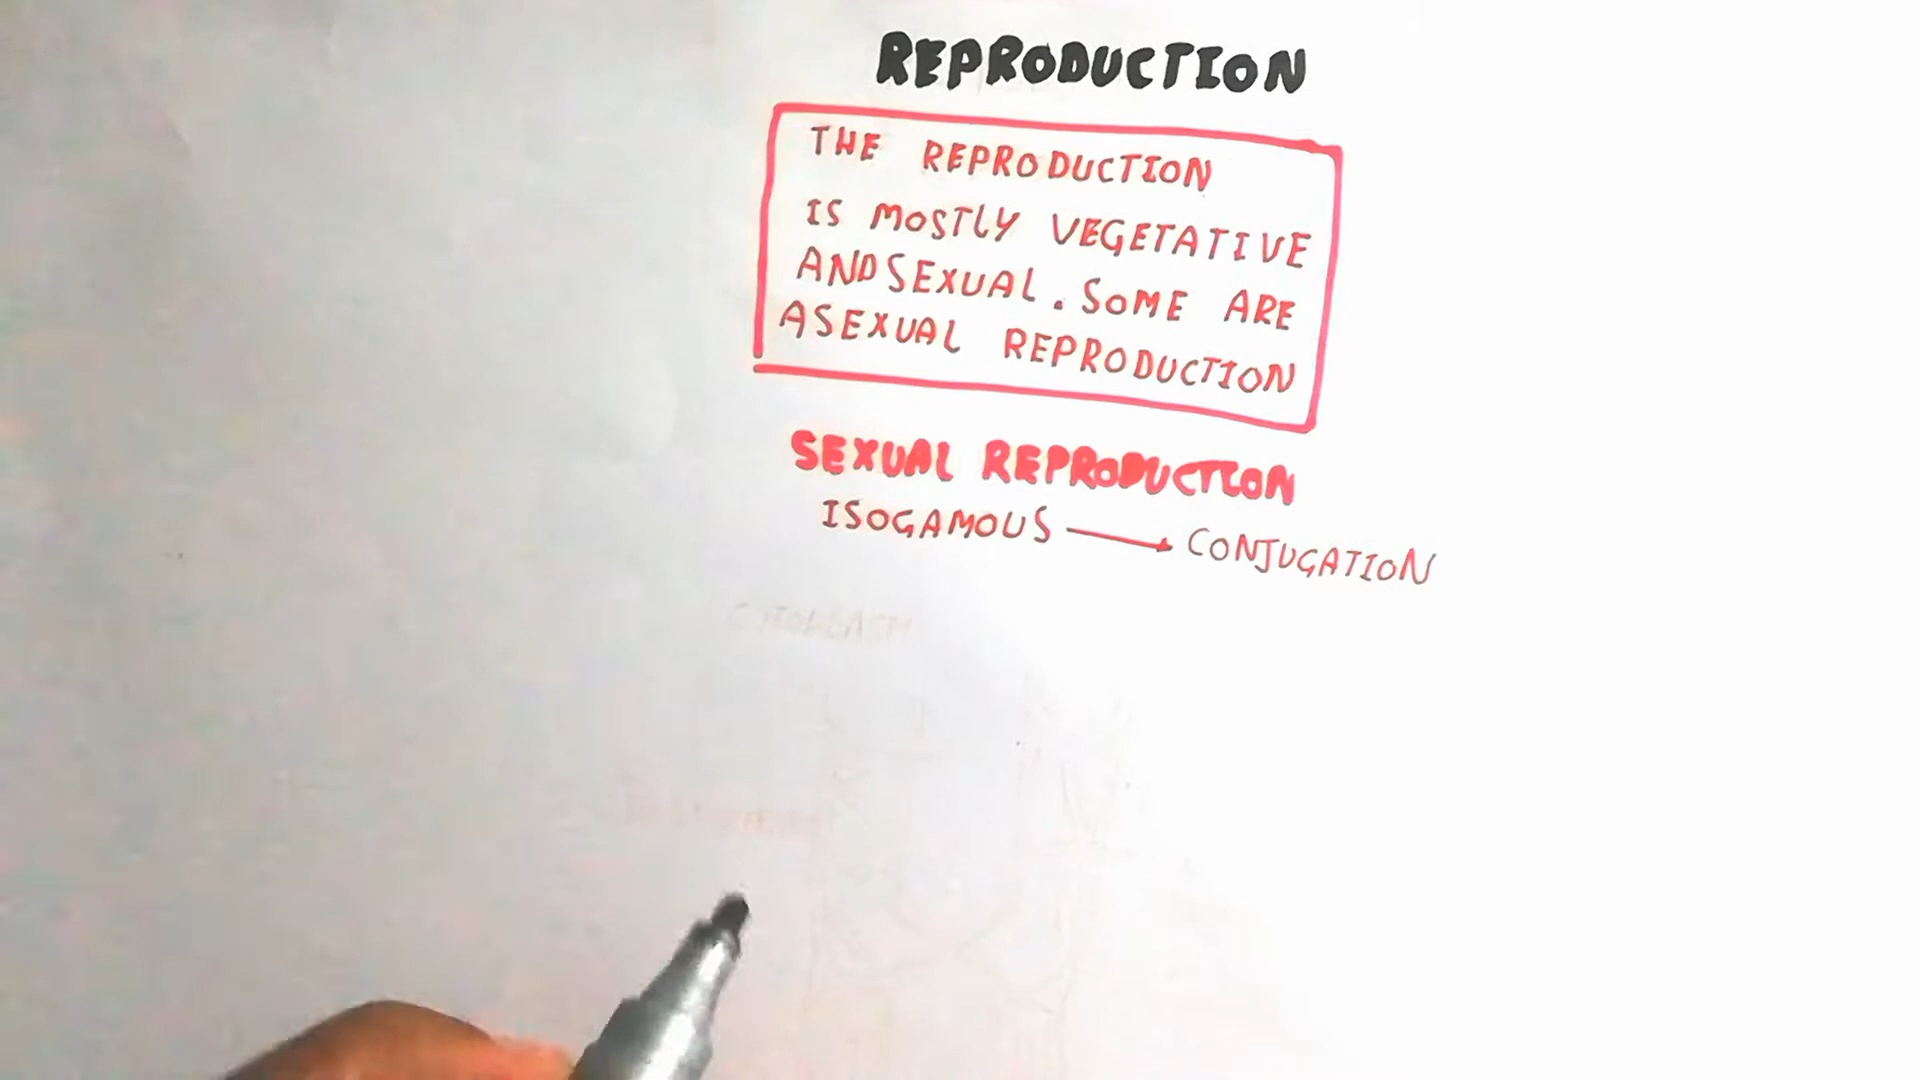 REPRODUCTION
THE REPRODUCTION
IS MOSTLY VEGETATIVE
AND SEXUAL. SOME ARE
ASEXUAL REPRODUCTION
SEXUAL REPRODUCTION
ISOGAMOUS → CONJUGATION